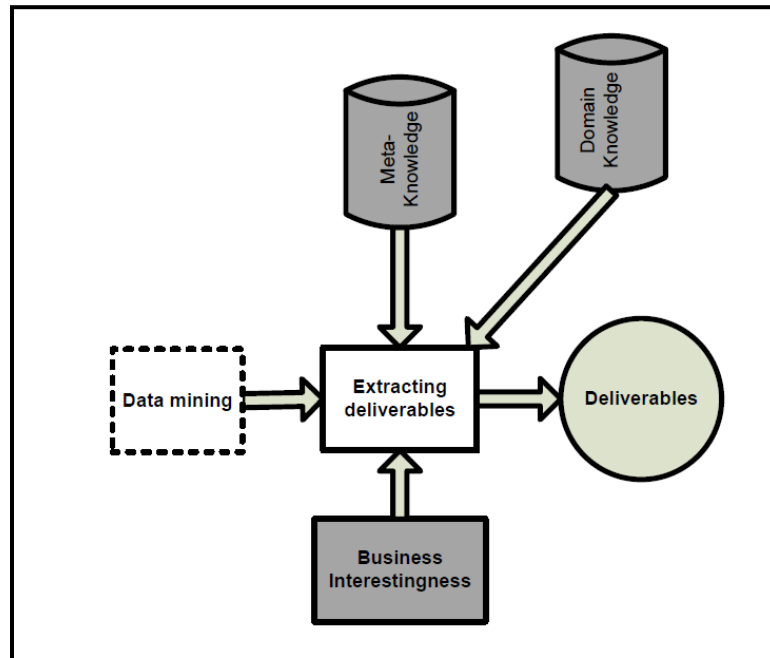 Meta-
Knowledge
Domain
Knowledge
Data mining
Extracting
deliverables
Deliverables
Business
Interestingness